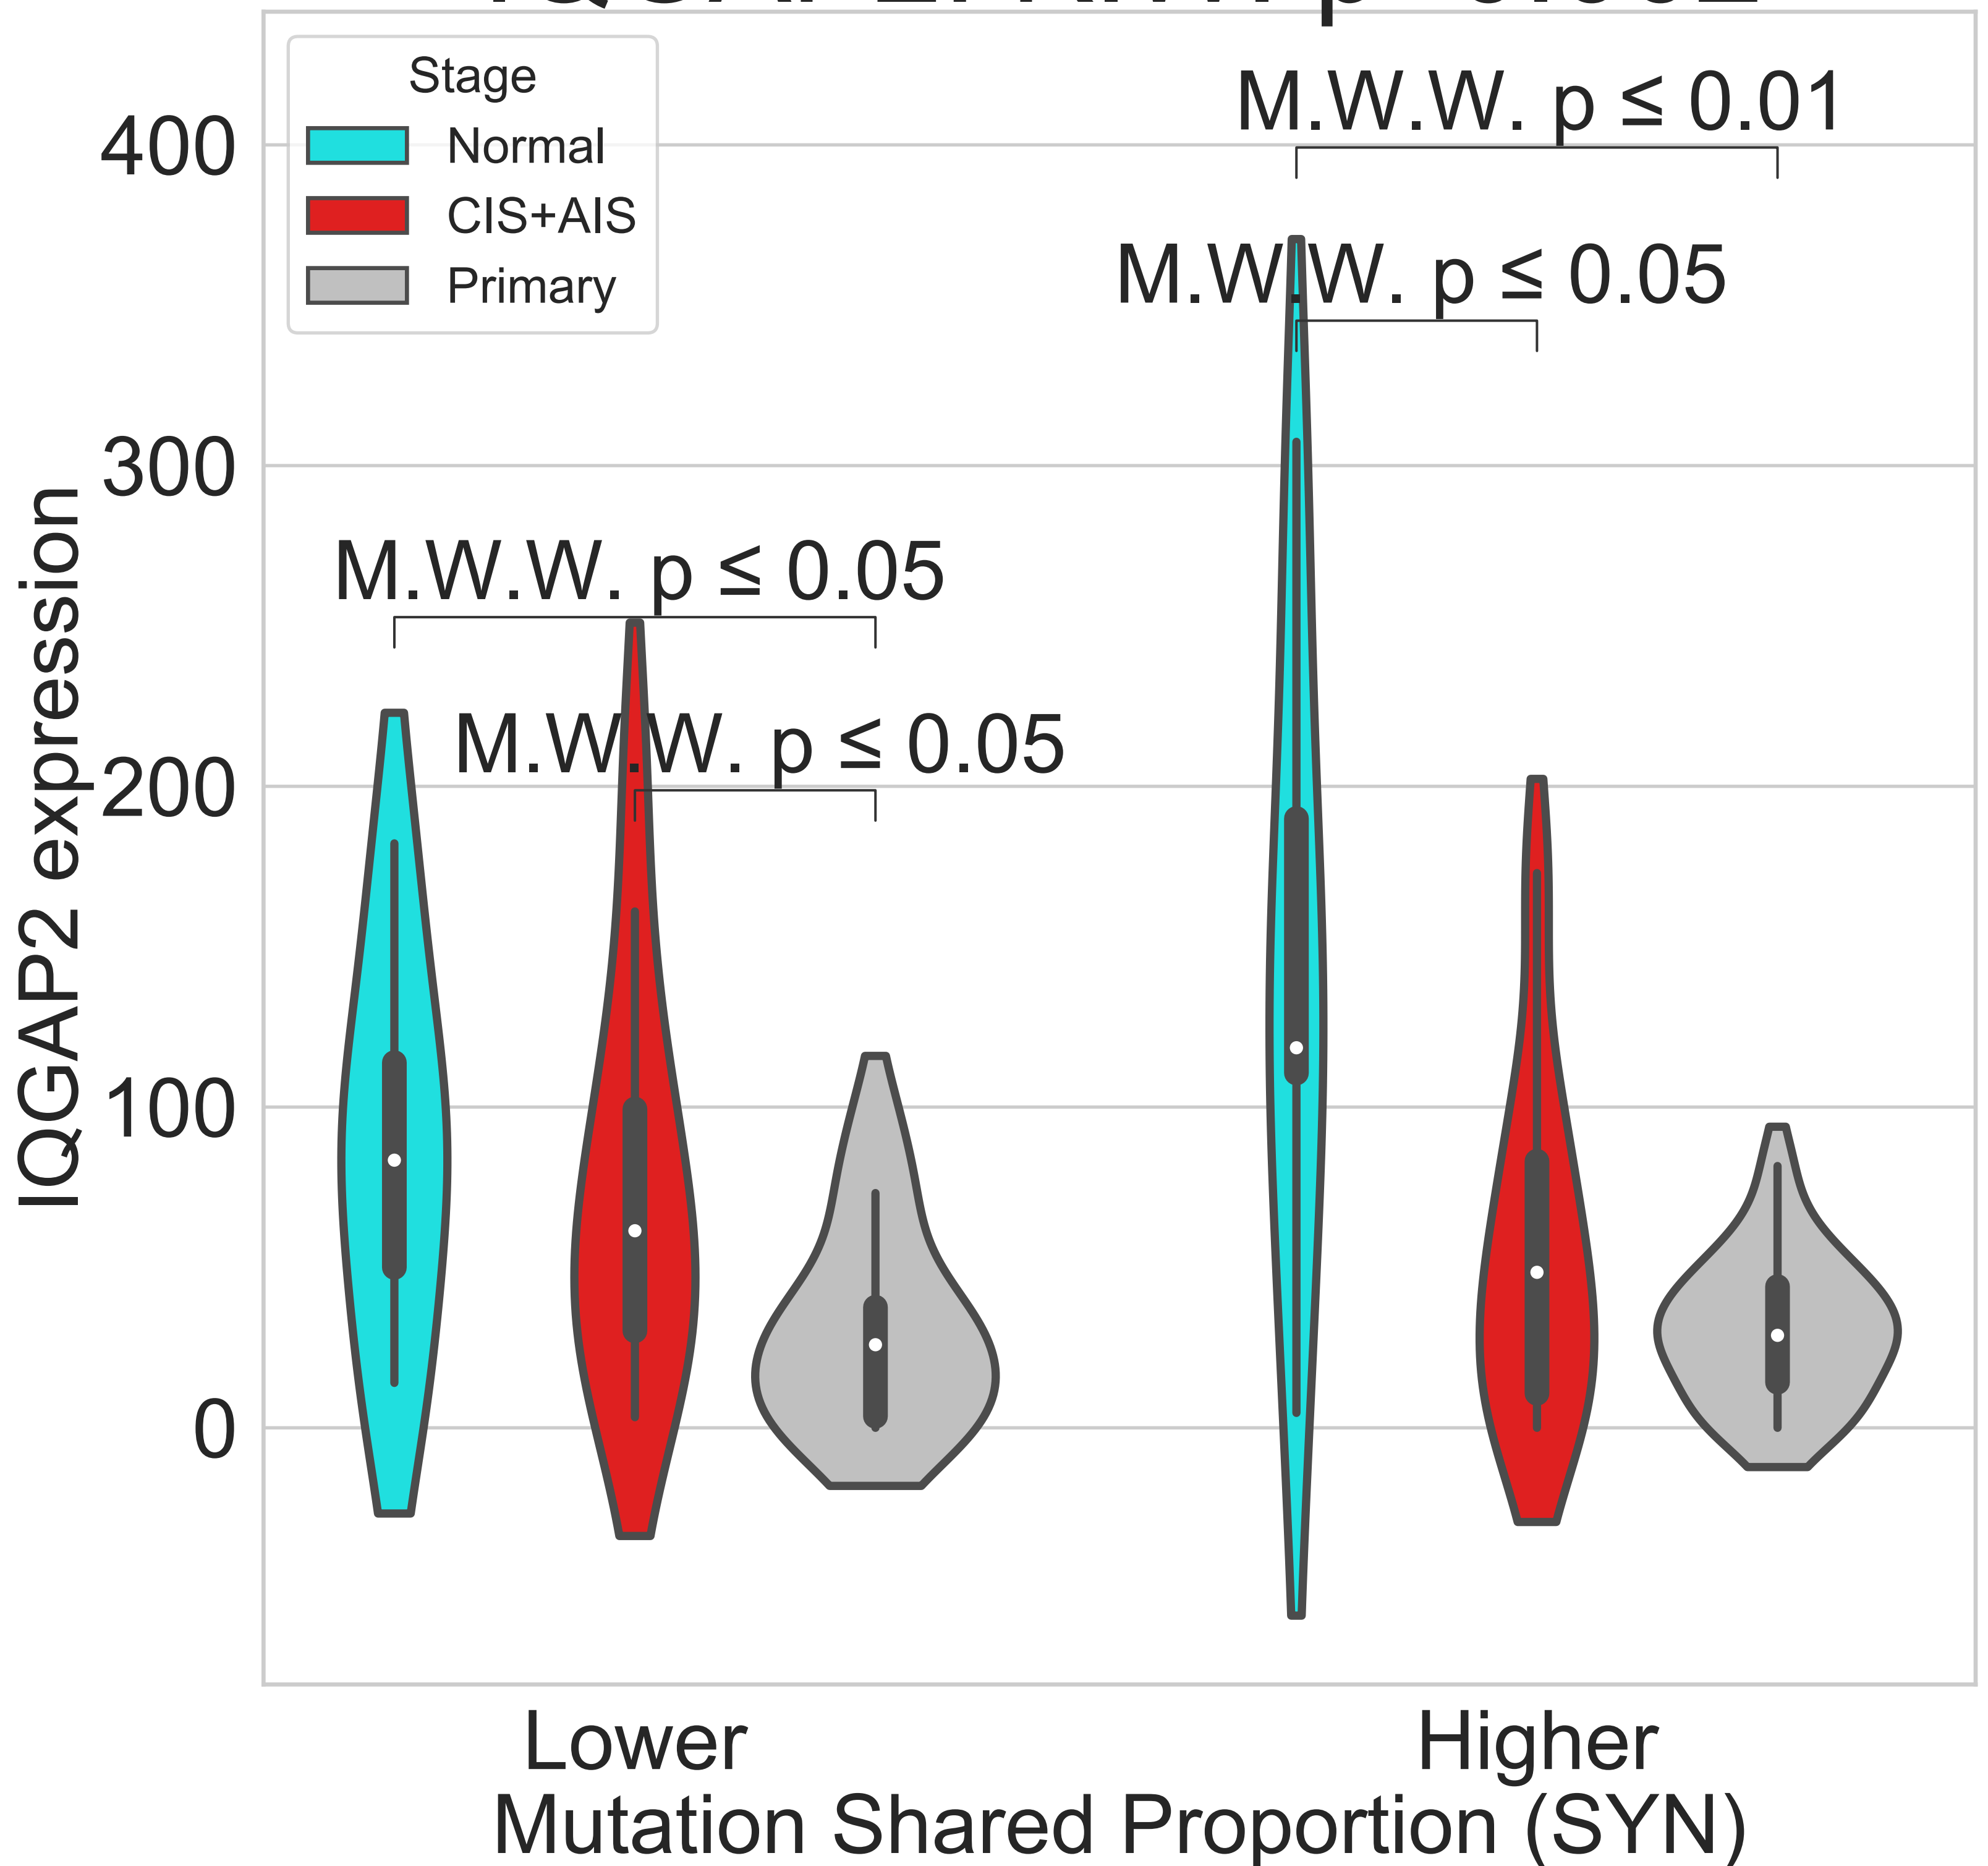 Stage
Normal
CIS+AIS
Primary
M.W.W. p ≤ 0.01
M.W.W. p ≤ 0.05
M.W.W. p ≤ 0.05
M.W.W. p ≤ 0.05
400
300
200
100
0
IQGAP2 expression
Lower
Higher
Mutation Shared Proportion (SYN)